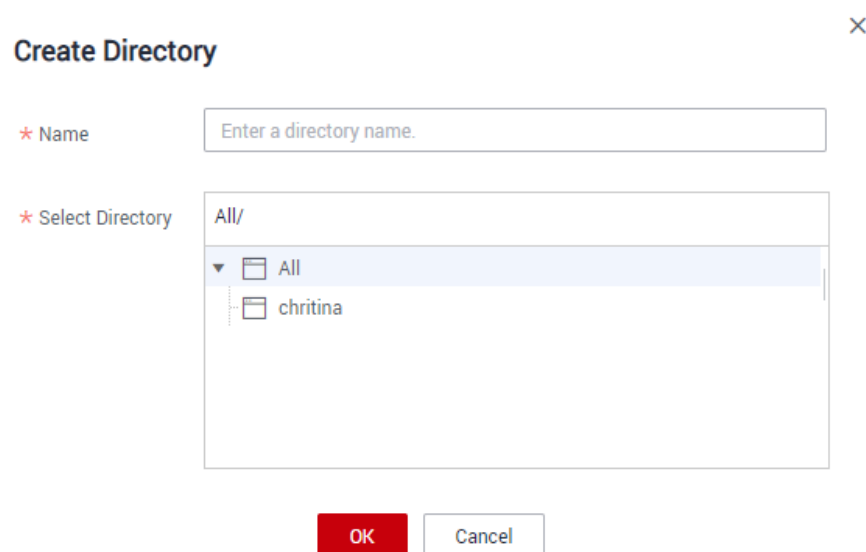 Create Directory
* Name
Enter a directory name.
* Select Directory
All/
All
chritina
OK
Cancel